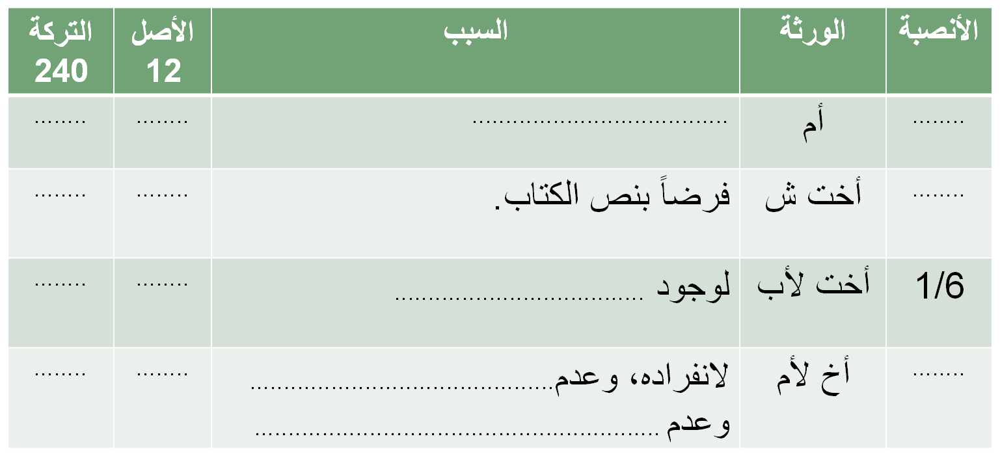 الأنصبة الورثة السبب الأصل 12 التركة 240
........ أم ...................................... ........ ........
........ أخت ش فرضاً بنص الكتاب. ........ ........
1/6 أخت لأب لوجود ..................................... ........ ........
........ أخ لأم لانفراده، وعدم............................................. ........ ........
وعدم ............................................................